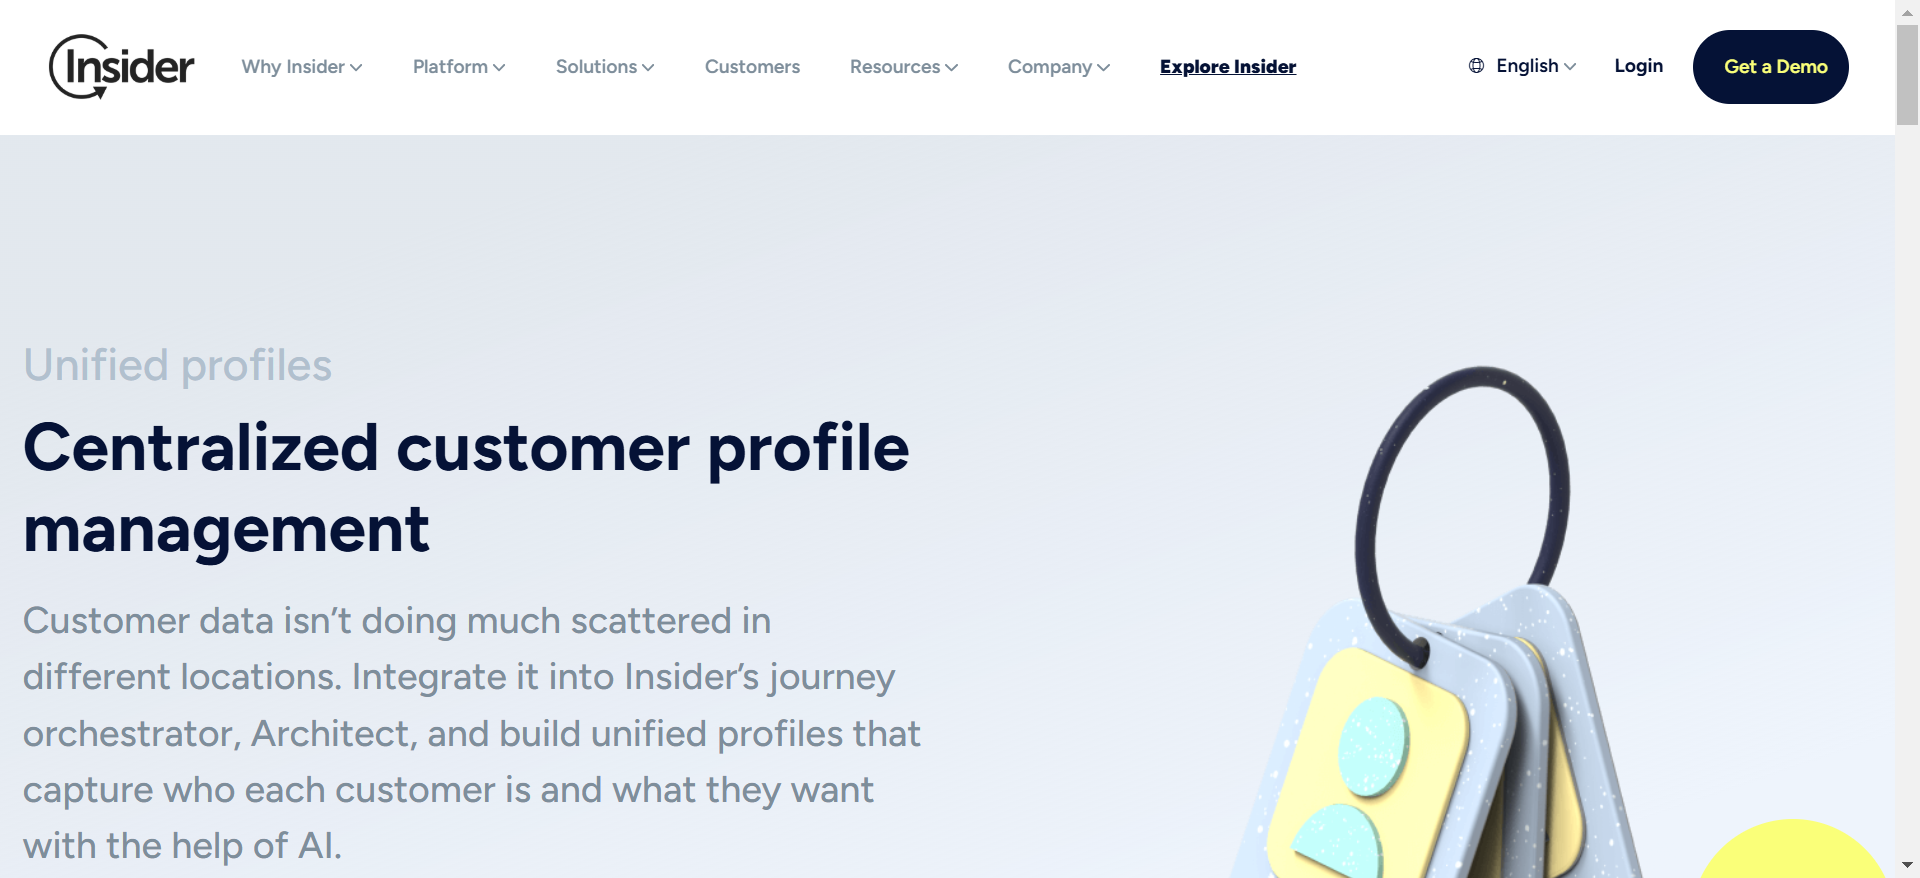 Insider
Why Insider
Platform
Solutions
Customers
Resources
Company
Explore Insider
English
Login
Get a Demo
Unified profiles
Centralized customer profile
management
Customer data isn’t doing much scattered in
different locations. Integrate it into Insider’s journey
orchestrator, Architect, and build unified profiles that
capture who each customer is and what they want
with the help of AI.